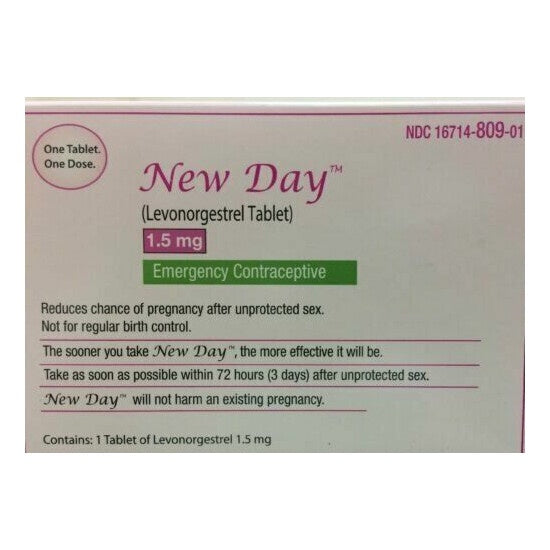 One Tablet.
One Dose.
NDC 16714-809-01
New Day™
(Levonorgestrel Tablet)
1.5 mg
Emergency Contraceptive
Reduces chance of pregnancy after unprotected sex.
Not for regular birth control.
The sooner you take New Day™, the more effective it will be.
Take as soon as possible within 72 hours (3 days) after unprotected sex.
New Day™ will not harm an existing pregnancy.
Contains: 1 Tablet of Levonorgestrel 1.5 mg